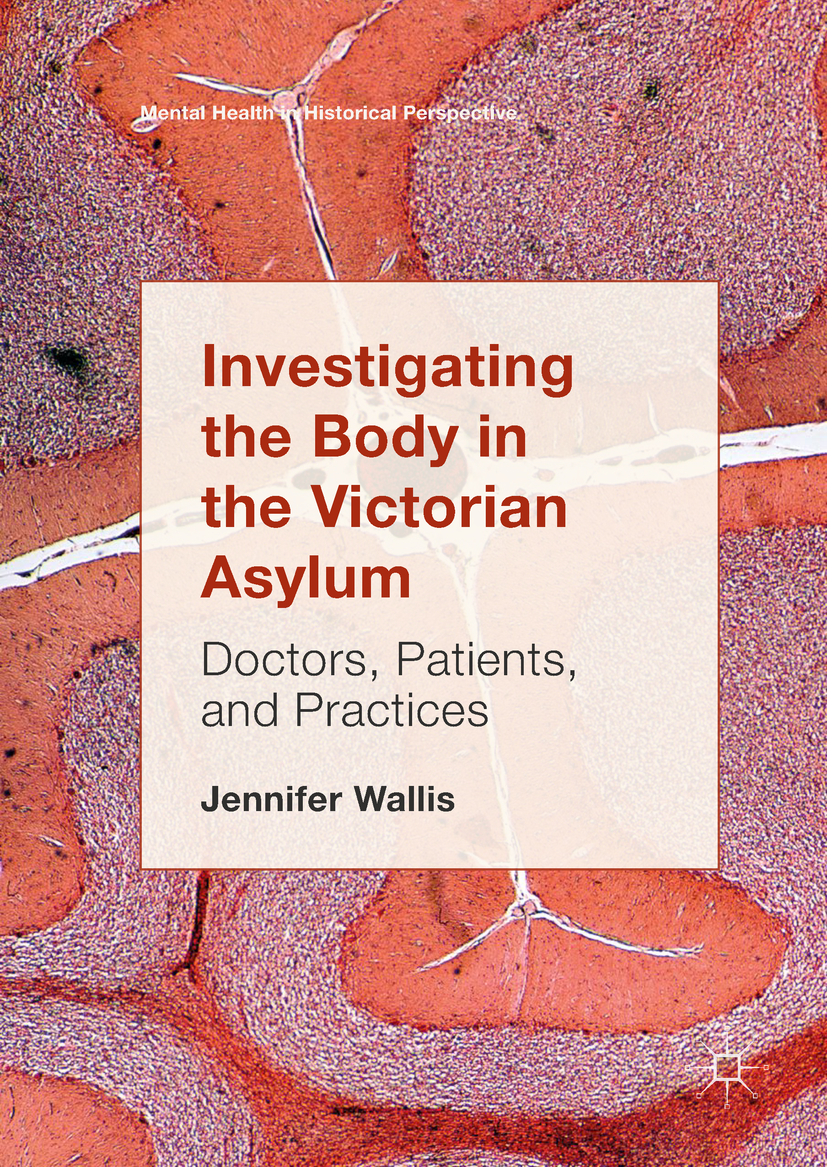 Mental Health in Historical Perspective
Investigating
the Body in
the Victorian
Asylum
Doctors, Patients,
and Practices
Jennifer Wallis